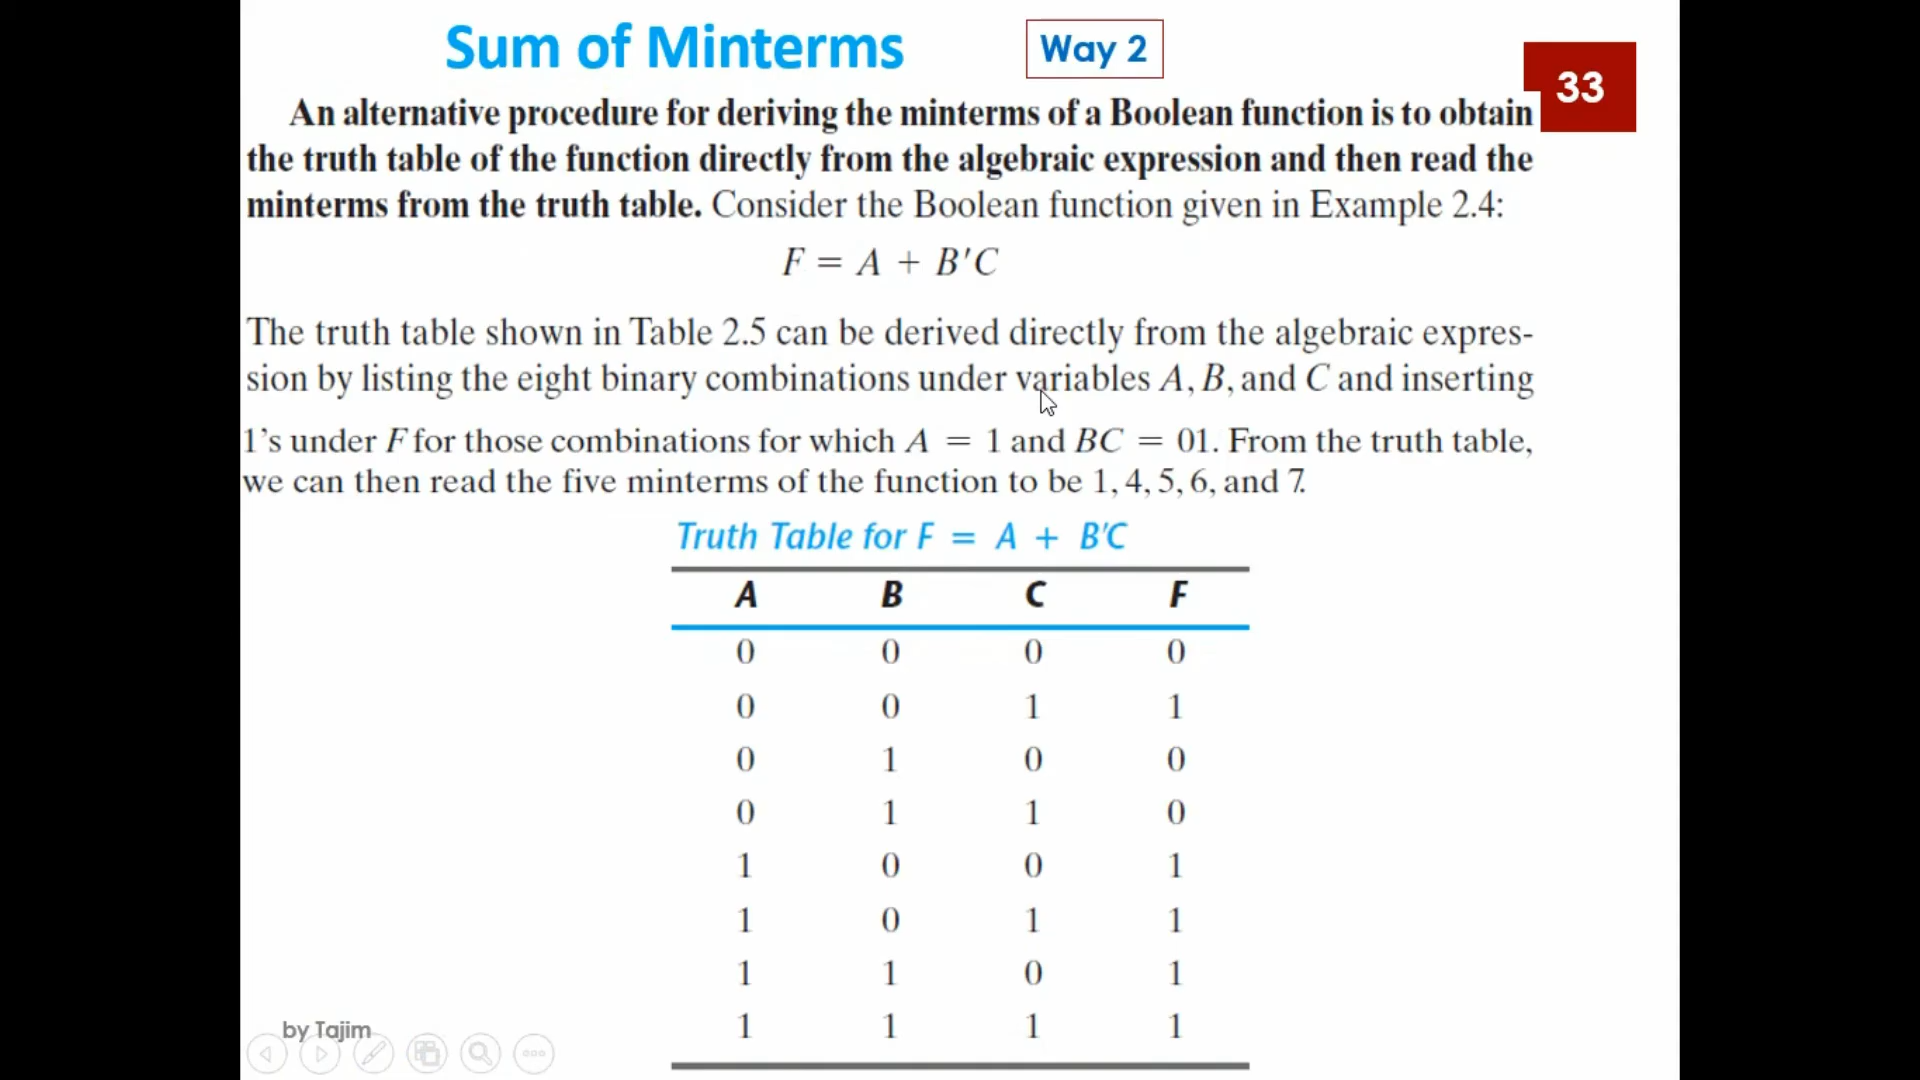 Sum of Minterms
Way 2
33
An alternative procedure for deriving the minterms of a Boolean function is to obtain
the truth table of the function directly from the algebraic expression and then read the
minterms from the truth table. Consider the Boolean function given in Example 2.4:
F = A + B′C
The truth table shown in Table 2.5 can be derived directly from the algebraic expres-
sion by listing the eight binary combinations under variables A, B, and C and inserting
1’s under F for those combinations for which A = 1 and BC = 01. From the truth table,
we can then read the five minterms of the function to be 1, 4, 5, 6, and 7.
Truth Table for F = A + B′C
A B C F
0 0 0 0
0 0 1 1
0 1 0 0
0 1 1 0
1 0 0 1
1 0 1 1
1 1 0 1
1 1 1 1
by Tajim